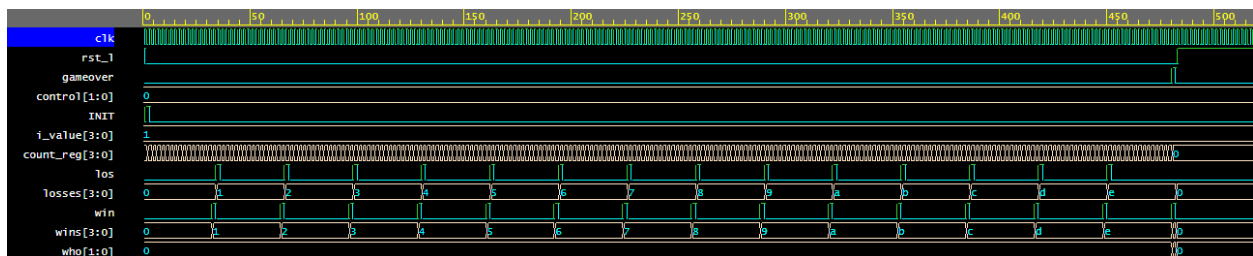 0 50 100 150 200 250 300 350 400 450 500
clk
rst_l
gameover
control[1:0] 0
INIT
i_value[3:0] 1
count_reg[3:0] 0
los
losses[3:0] 0 1 2 3 4 5 6 7 8 9 a b c d e 0
win
wins[3:0] 0 1 2 3 4 5 6 7 8 9 a b c d e 0
who[1:0] 0 0